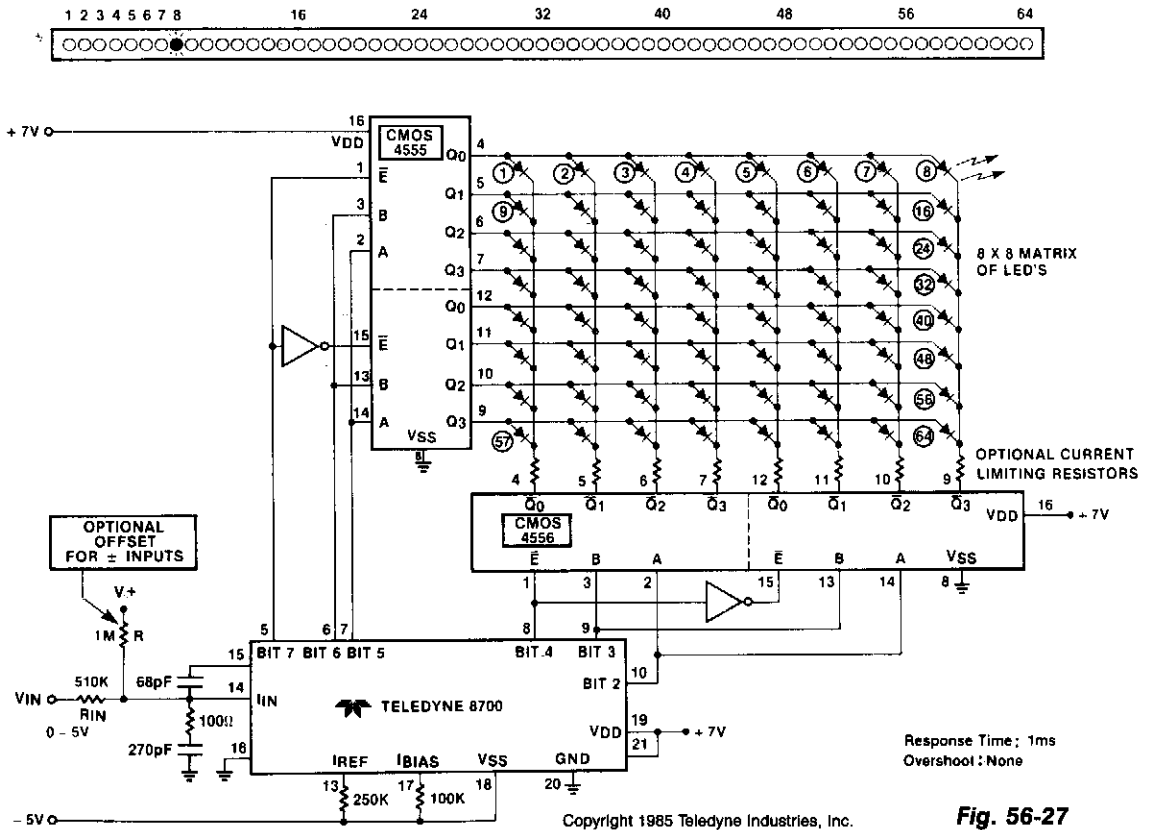 1 2 3 4 5 6 7 8 16 24 32 40 48 56 64
+ 7V
16
VDD
CMOS
4555
1
E̅
3
B
2
A
15
E̅
13
B
14
A
VSS
8
Q0
4
Q1
5
Q2
6
Q3
7
Q0
12
Q1
11
Q2
10
Q3
9
1 2 3 4 5 6 7 8
9
16
24
32
40
48
56
57
64
8 X 8 MATRIX
OF LED'S
OPTIONAL CURRENT
LIMITING RESISTORS
4 5 6 7 12 11 10 9
Q̅0 Q̅1 Q̅2 Q̅3 Q̅0 Q̅1 Q̅2 Q̅3
CMOS
4556
VDD
16
+ 7V
E̅ B A E̅ B A VSS
1 3 2 15 13 14 8
OPTIONAL
OFFSET
FOR ± INPUTS
V+
1M R
5 6 7 8 9
BIT 7 BIT 6 BIT 5 BIT 4 BIT 3
10
BIT 2
15
68pF
14
IIN
510K
VIN
RIN
0 – 5V
100Ω
270pF
16
TELEDYNE 8700
VDD
19
21
+ 7V
IREF IBIAS VSS GND
13 17 18 20
250K 100K
– 5V
Response Time; 1ms
Overshoot: None
Copyright 1985 Teledyne Industries, Inc.
Fig. 56-27